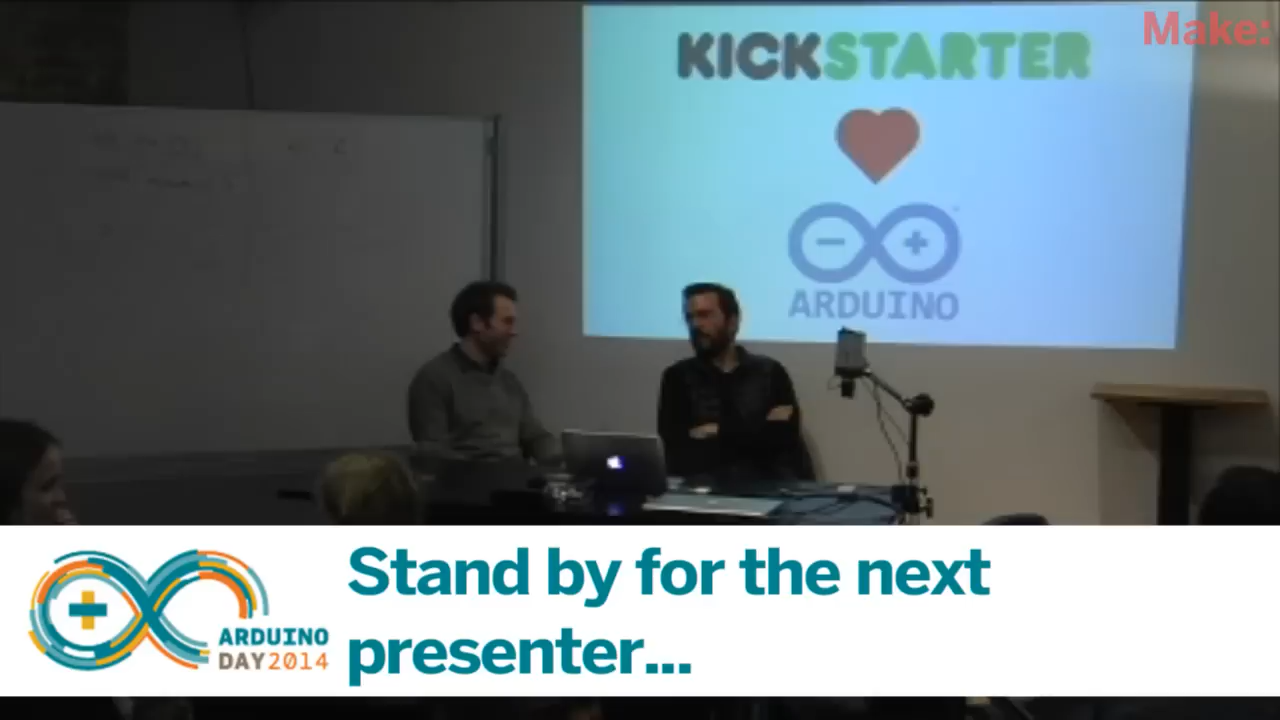 Make:
KICKSTARTER
ARDUINO
Stand by for the next
presenter...
ARDUINO
DAY2014